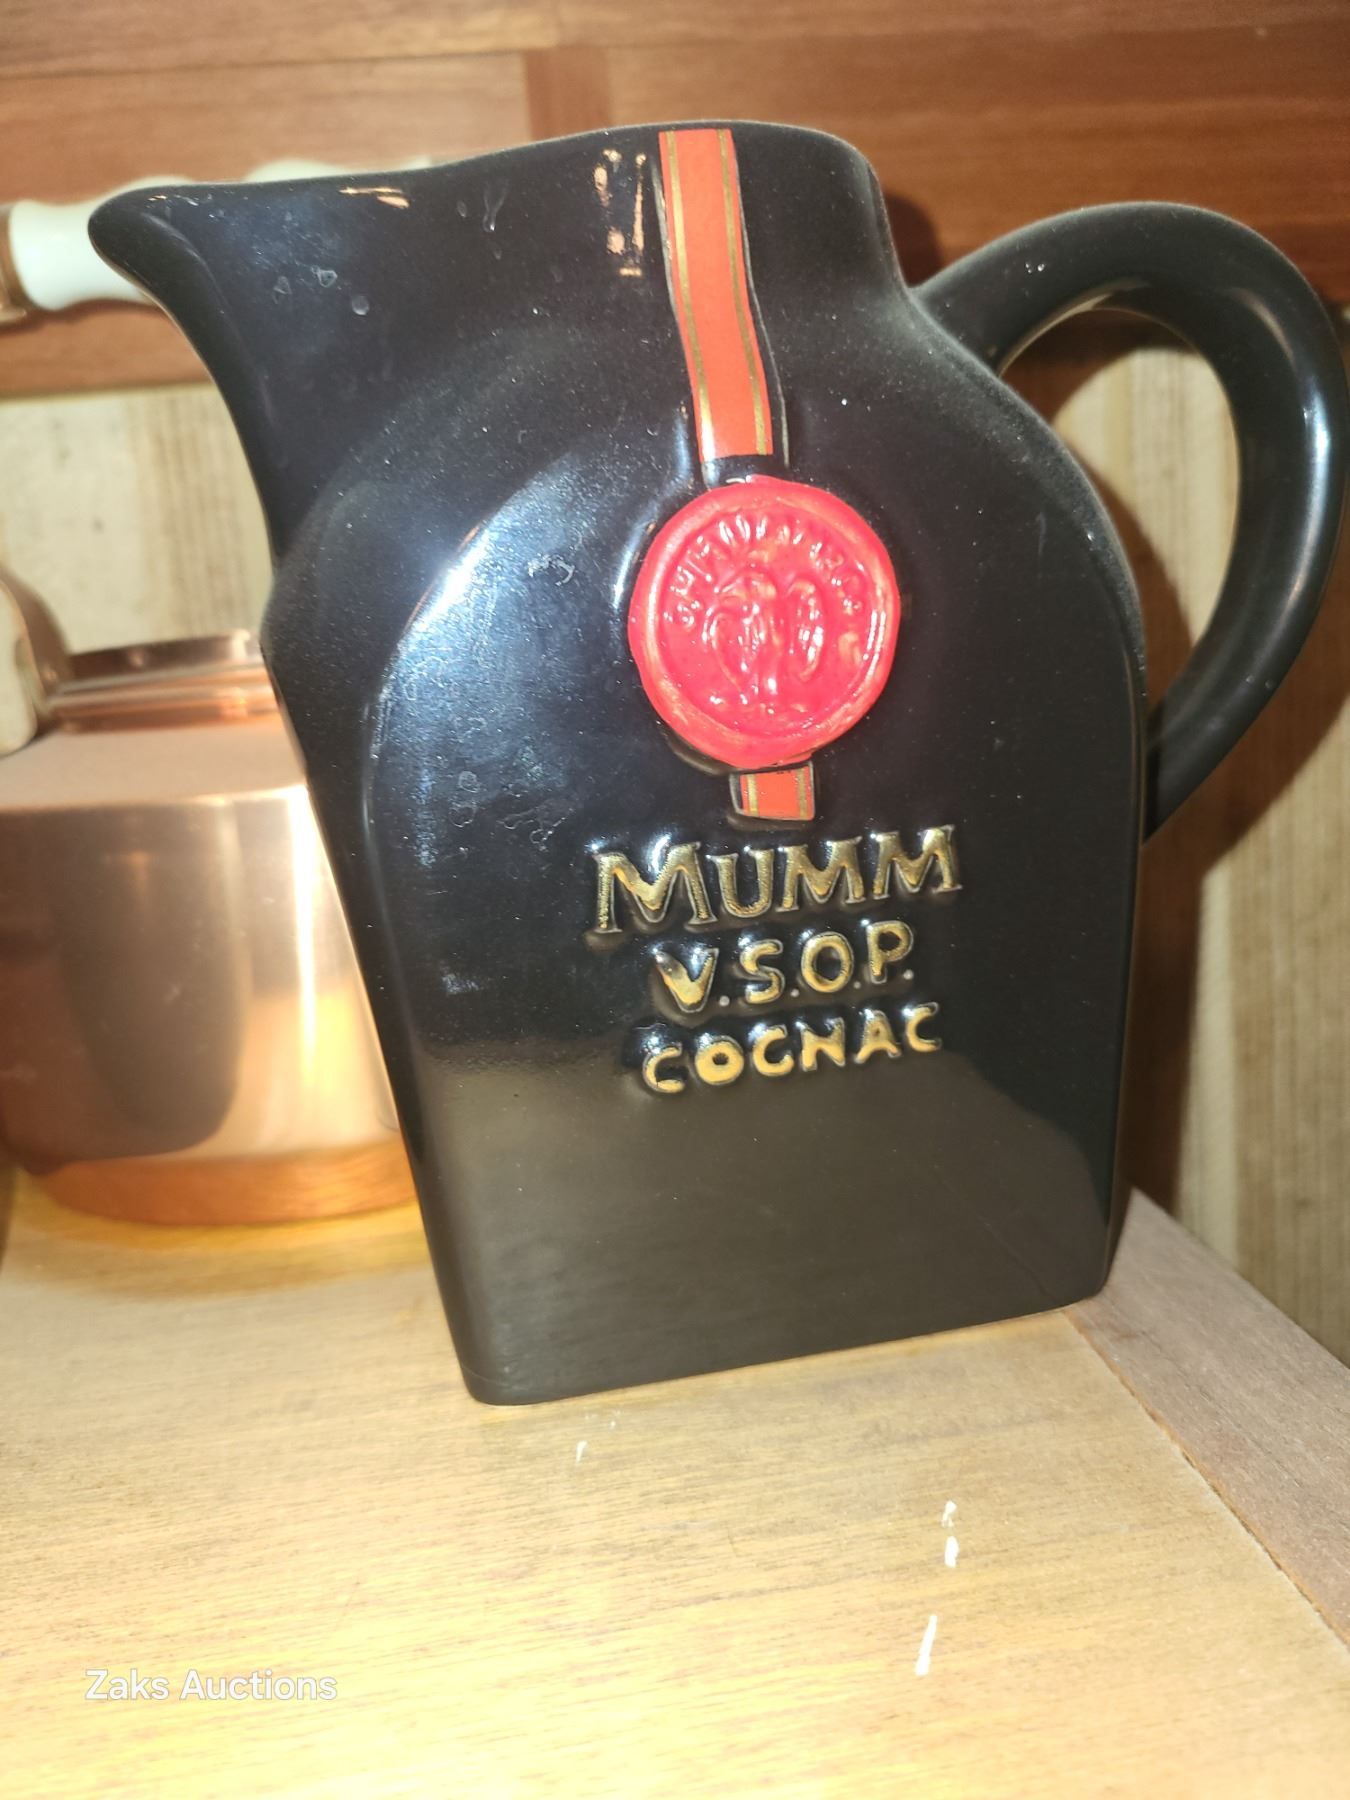 MUMM
V.S.O.P.
COGNAC
Zaks Auctions